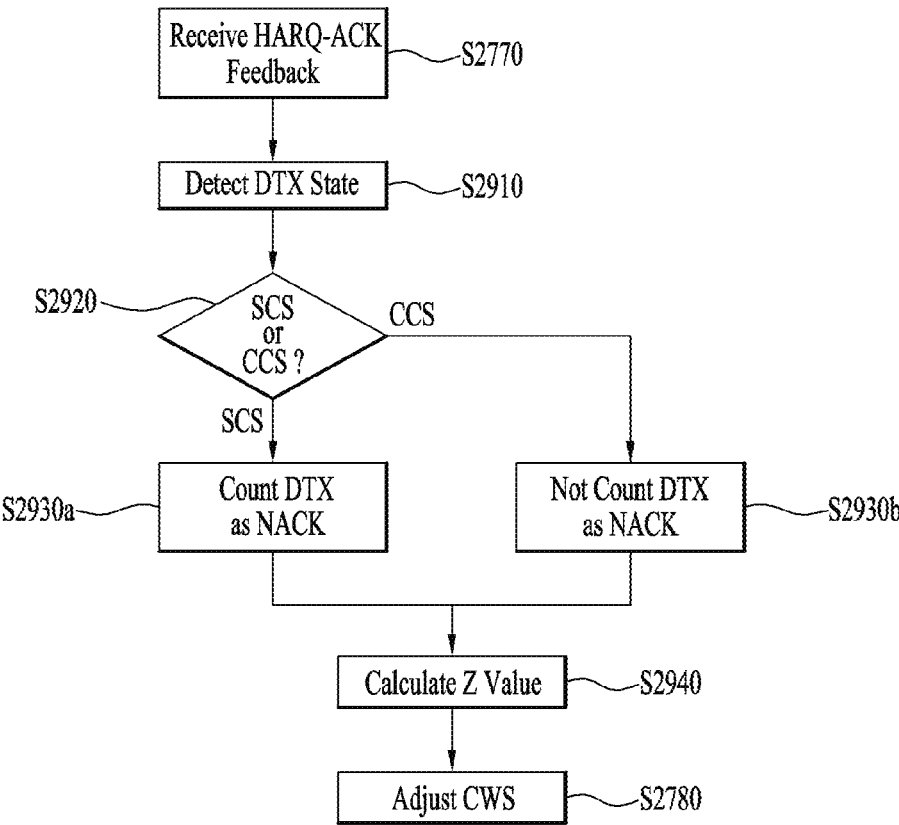 Receive HARQ-ACK
Feedback
S2770
Detect DTX State
S2910
S2920
SCS
or
CCS ?
CCS
SCS
S2930a
Count DTX
as NACK
Not Count DTX
as NACK
S2930b
Calculate Z Value
S2940
Adjust CWS
S2780